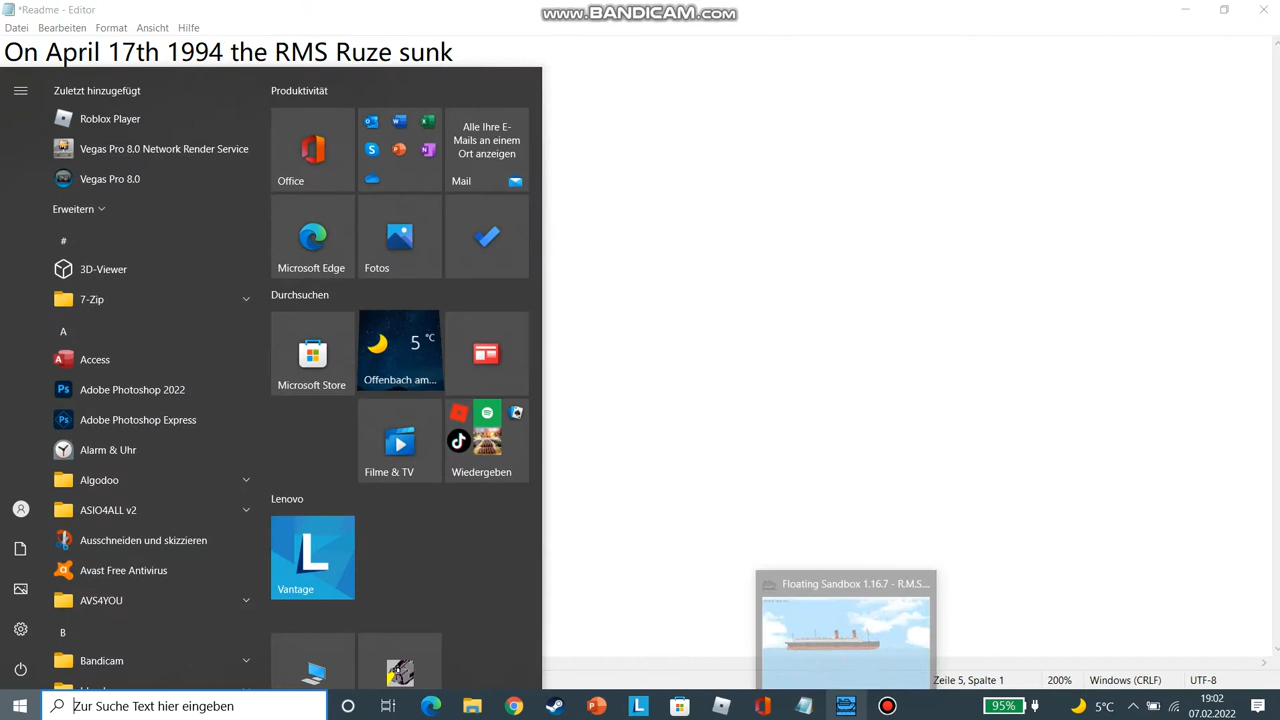 *Readme - Editor
www.BANDICAM.com
Datei Bearbeiten Format Ansicht Hilfe
On April 17th 1994 the RMS Ruze sunk
Zuletzt hinzugefügt
Roblox Player
Vegas Pro 8.0 Network Render Service
Vegas Pro 8.0
Erweitern
#
3D-Viewer
7-Zip
A
Access
Adobe Photoshop 2022
Adobe Photoshop Express
Alarm & Uhr
Algodoo
ASIO4ALL v2
Ausschneiden und skizzieren
Avast Free Antivirus
AVS4YOU
B
Bandicam
Produktivität
Office
Alle Ihre E-
Mails an einem
Ort anzeigen
Mail
Microsoft Edge
Fotos
Durchsuchen
Microsoft Store
5 °C
Offenbach am...
Filme & TV
Wiedergeben
Lenovo
Vantage
Floating Sandbox 1.16.7 - R.M.S...
Zeile 5, Spalte 1 200% Windows (CRLF) UTF-8
Zur Suche Text hier eingeben
95%
5°C
19:02
07.02.2022